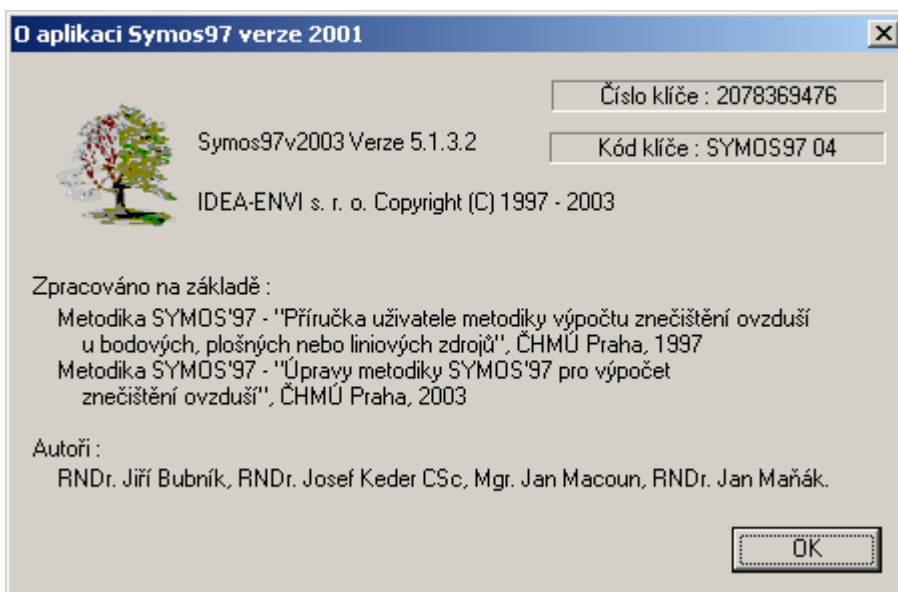 O aplikaci Symos97 verze 2001
Číslo klíče : 2078369476
Symos97v2003 Verze 5.1.3.2
Kód klíče : SYMOS97 04
IDEA-ENVI s. r. o. Copyright (C) 1997 - 2003
Zpracováno na základě :
Metodika SYMOS'97 - "Příručka uživatele metodiky výpočtu znečištění ovzduší
u bodových, plošných nebo liniových zdrojů", ČHMÚ Praha, 1997
Metodika SYMOS'97 - "Úpravy metodiky SYMOS'97 pro výpočet
znečištění ovzduší", ČHMÚ Praha, 2003
Autoři :
RNDr. Jiří Bubník, RNDr. Josef Keder CSc, Mgr. Jan Macoun, RNDr. Jan Maňák.
OK